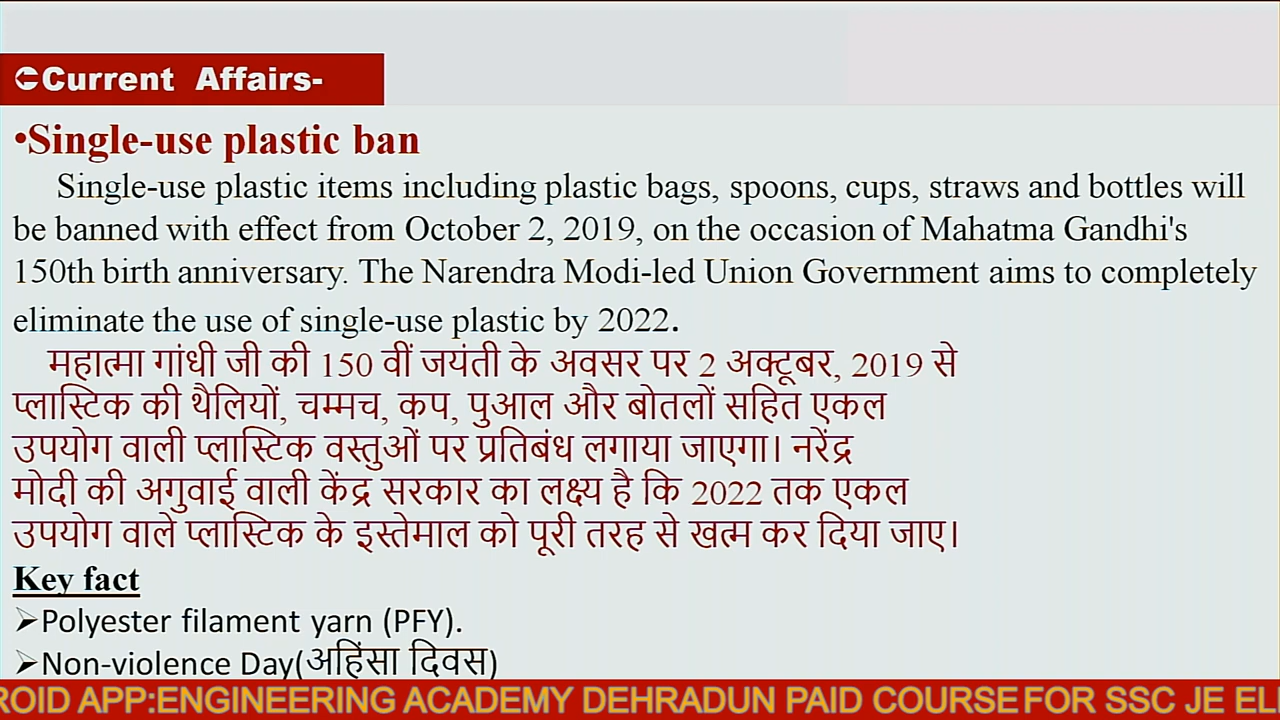 ➲Current Affairs-
•Single-use plastic ban
Single-use plastic items including plastic bags, spoons, cups, straws and bottles will
be banned with effect from October 2, 2019, on the occasion of Mahatma Gandhi's
150th birth anniversary. The Narendra Modi-led Union Government aims to completely
eliminate the use of single-use plastic by 2022.
महात्मा गांधी जी की 150 वीं जयंती के अवसर पर 2 अक्टूबर, 2019 से
प्लास्टिक की थैलियों, चम्मच, कप, पुआल और बोतलों सहित एकल
उपयोग वाली प्लास्टिक वस्तुओं पर प्रतिबंध लगाया जाएगा। नरेंद्र
मोदी की अगुवाई वाली केंद्र सरकार का लक्ष्य है कि 2022 तक एकल
उपयोग वाले प्लास्टिक के इस्तेमाल को पूरी तरह से खत्म कर दिया जाए।
Key fact
➢Polyester filament yarn (PFY).
➢Non-violence Day(अहिंसा दिवस)
ROID APP:ENGINEERING ACADEMY DEHRADUN PAID COURSE FOR SSC JE EL